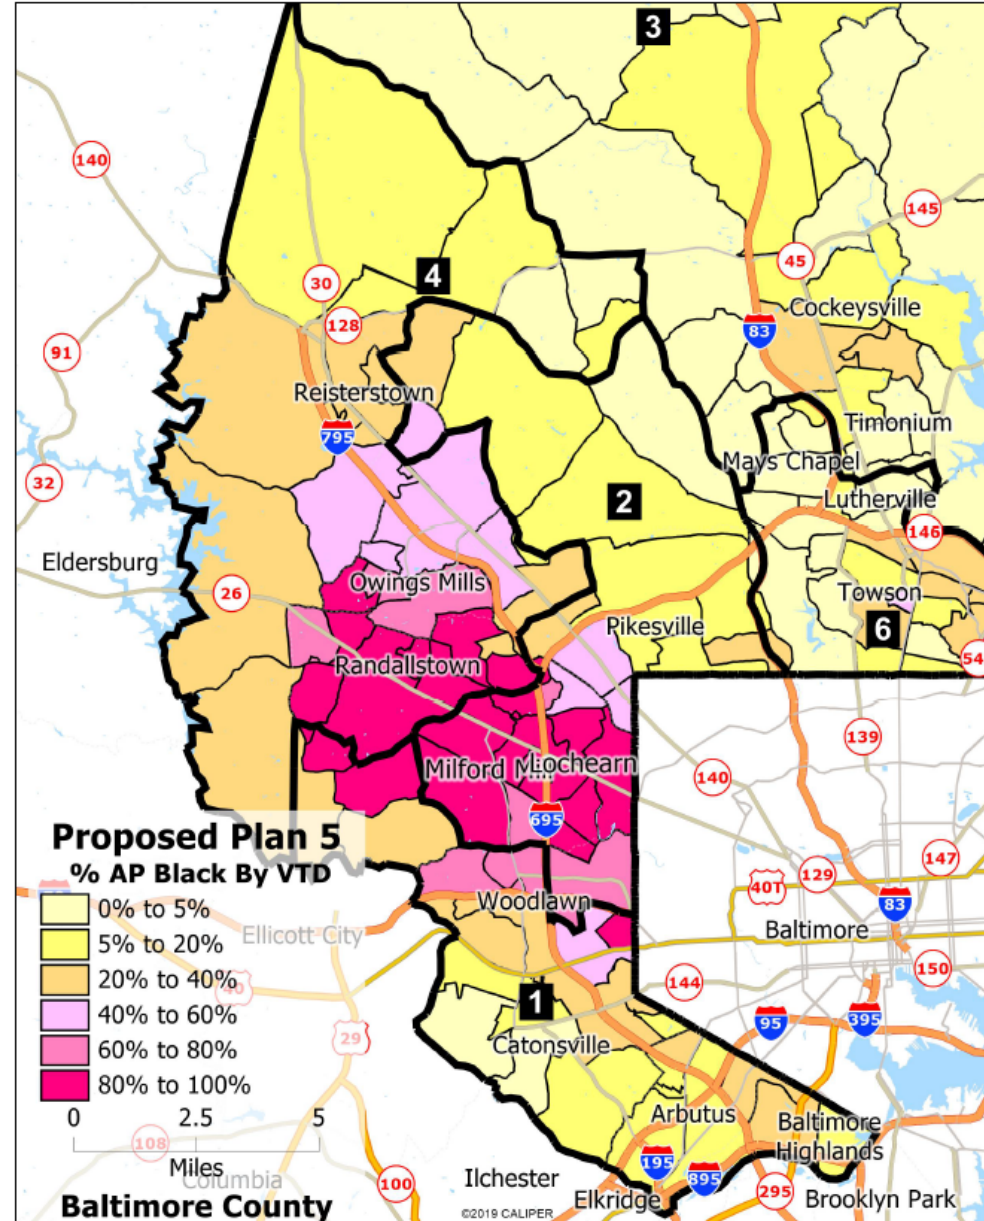 3
140
145
45
30
4
Cockeysville
128
83
91
Reisterstown
Timonium
795
Mays Chapel
32
2
Lutherville
146
Eldersburg
Owings Mills
26
Towson
Pikesville
6
Randallstown
54
139
Milford Mill
Lochearn
140
695
Proposed Plan 5
% AP Black By VTD
0% to 5%
5% to 20%
20% to 40%
40% to 60%
60% to 80%
80% to 100%
0 2.5 5
Miles
Baltimore County
147
129
40T
Woodlawn
83
Ellicott City
Baltimore
150
40
144
1
95
395
29
Catonsville
Arbutus
Baltimore
Highlands
108
195
Columbia
Ilchester
895
100
295
Elkridge
Brooklyn Park
©2019 CALIPER